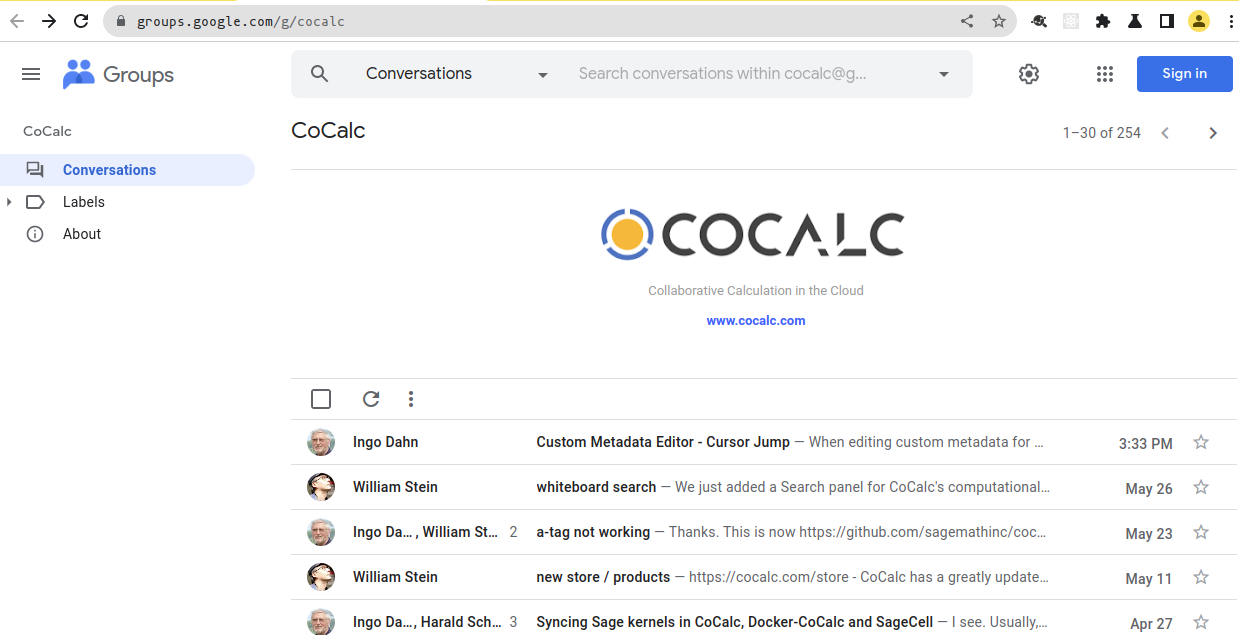 groups.google.com/g/cocalc
Groups
Conversations
Search conversations within cocalc@g...
Sign in
CoCalc
Conversations
Labels
About
CoCalc
1–30 of 254
COCALC
Collaborative Calculation in the Cloud
www.cocalc.com
Ingo Dahn Custom Metadata Editor - Cursor Jump — When editing custom metadata for ... 3:33 PM
William Stein whiteboard search — We just added a Search panel for CoCalc's computational... May 26
Ingo Da... , William St... 2 a-tag not working — Thanks. This is now https://github.com/sagemathinc/coc... May 23
William Stein new store / products — https://cocalc.com/store - CoCalc has a greatly update... May 11
Ingo Da..., Harald Sch... 3 Syncing Sage kernels in CoCalc, Docker-CoCalc and SageCell — I see. Usually,... Apr 27